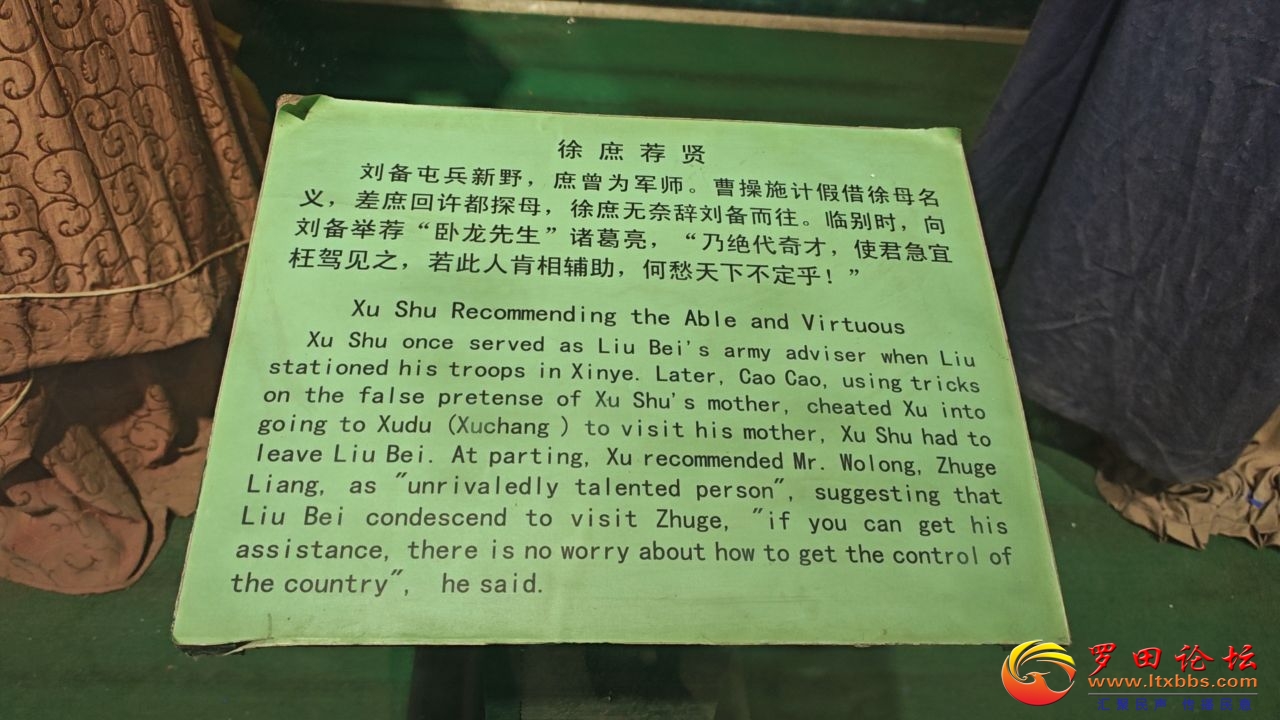 徐庶荐贤
刘备屯兵新野，庶曾为军师。曹操施计假借徐母名
义，差庶回许都探母，徐庶无奈辞刘备而往。临别时，向
刘备举荐“卧龙先生”诸葛亮，“乃绝代奇才，使君急宜
枉驾见之，若此人肯相辅助，何愁天下不定乎！”
Xu Shu Recommending the Able and Virtuous
Xu Shu once served as Liu Bei's army adviser when Liu
stationed his troops in Xinye. Later, Cao Cao, using tricks
on the false pretense of Xu Shu's mother, cheated Xu into
going to Xudu (Xuchang ) to visit his mother, Xu Shu had to
leave Liu Bei. At parting, Xu recommended Mr. Wolong, Zhuge
Liang, as "unrivaledly talented person", suggesting that
Liu Bei condescend to visit Zhuge, "if you can get his
assistance, there is no worry about how to get the control of
the country", he said.
罗田论坛
www.ltxbbs.com